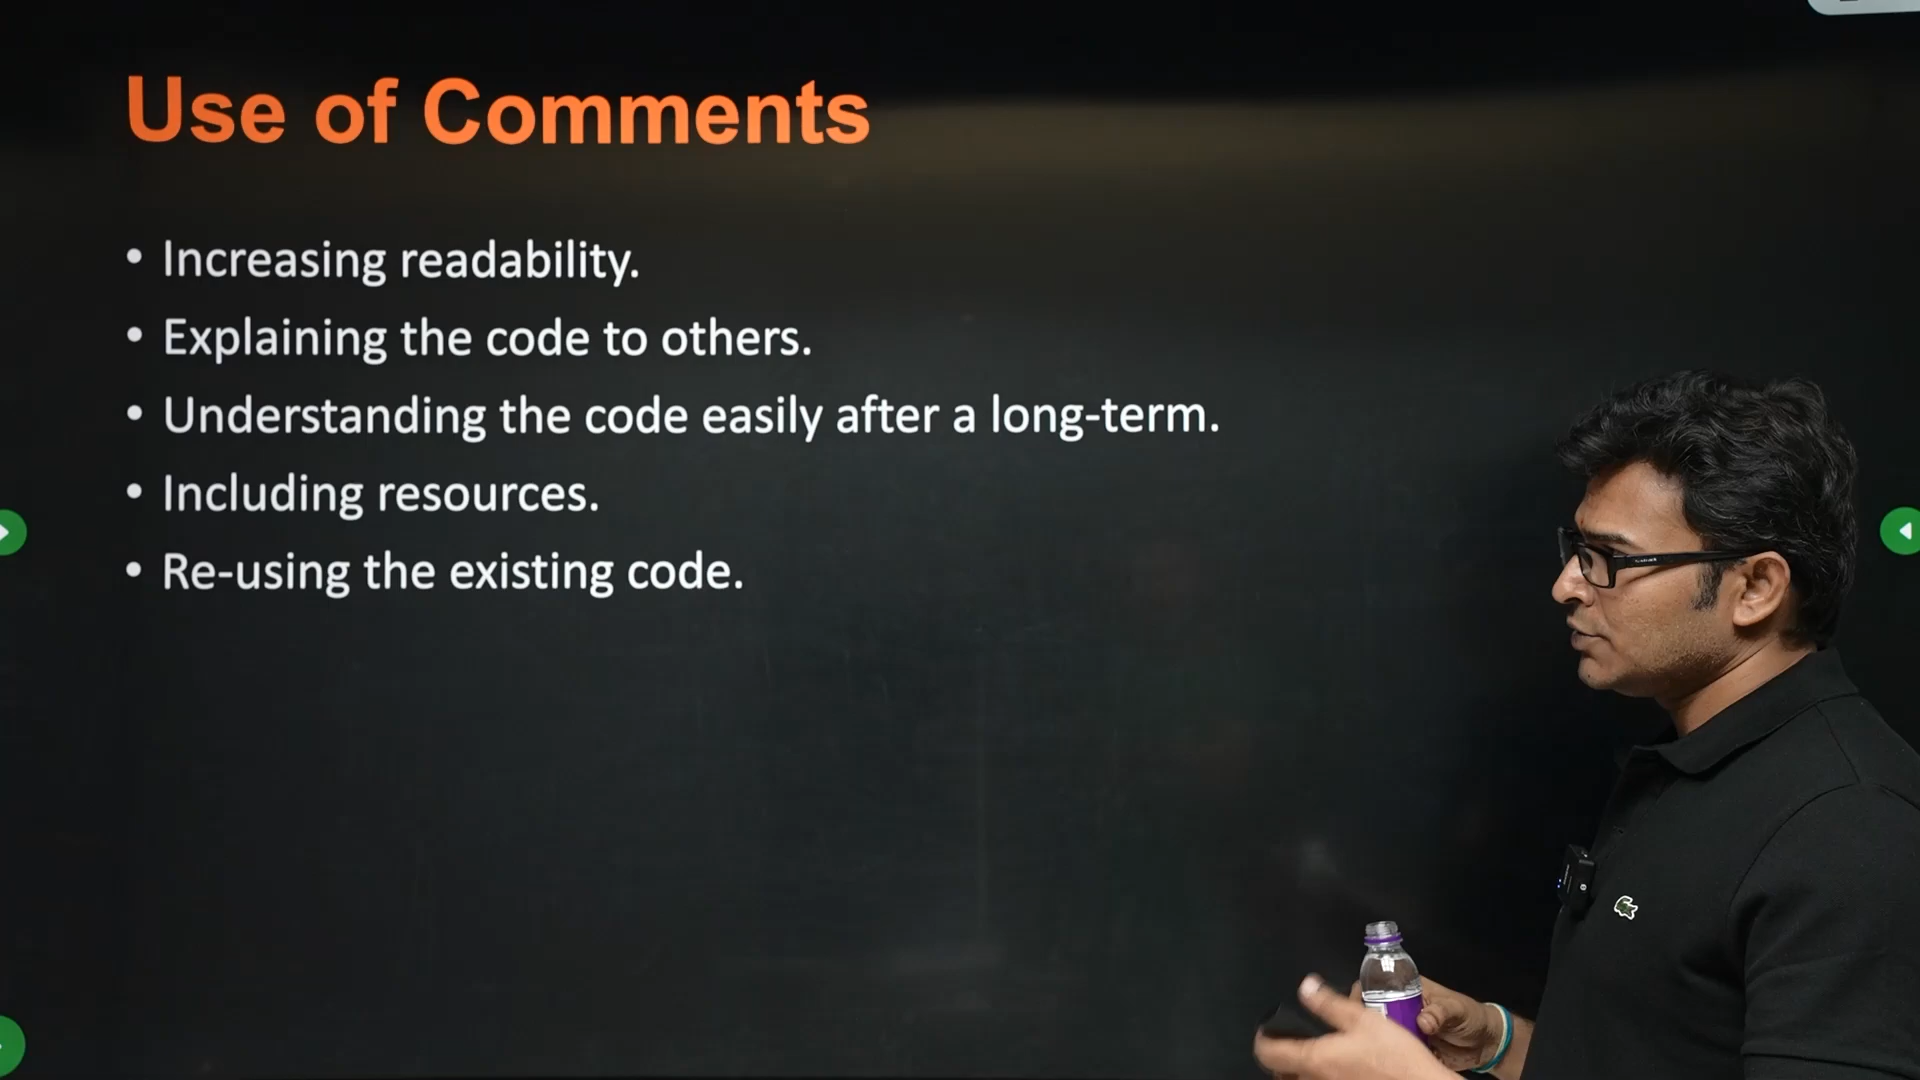 Use of Comments
• Increasing readability.
• Explaining the code to others.
• Understanding the code easily after a long-term.
• Including resources.
• Re-using the existing code.